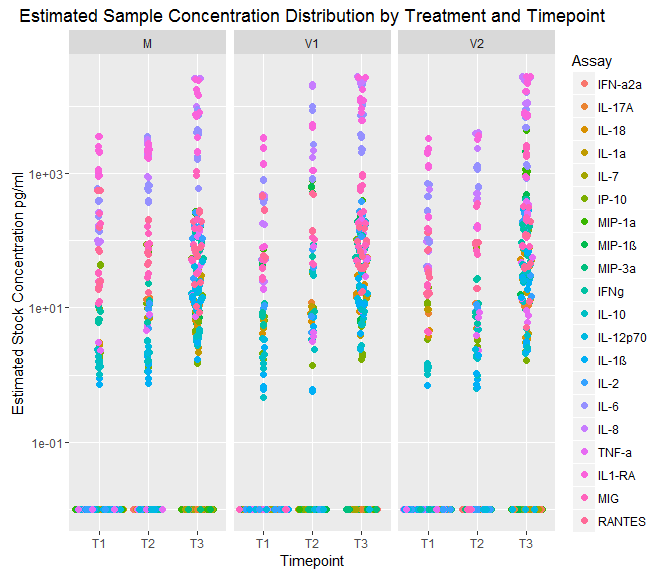 Estimated Sample Concentration Distribution by Treatment and Timepoint
M V1 V2
Estimated Stock Concentration pg/ml
1e+03
1e+01
1e-01
T1 T2 T3 T1 T2 T3 T1 T2 T3
Timepoint
Assay
IFN-a2a
IL-17A
IL-18
IL-1a
IL-7
IP-10
MIP-1a
MIP-1ß
MIP-3a
IFNg
IL-10
IL-12p70
IL-1ß
IL-2
IL-6
IL-8
TNF-a
IL1-RA
MIG
RANTES